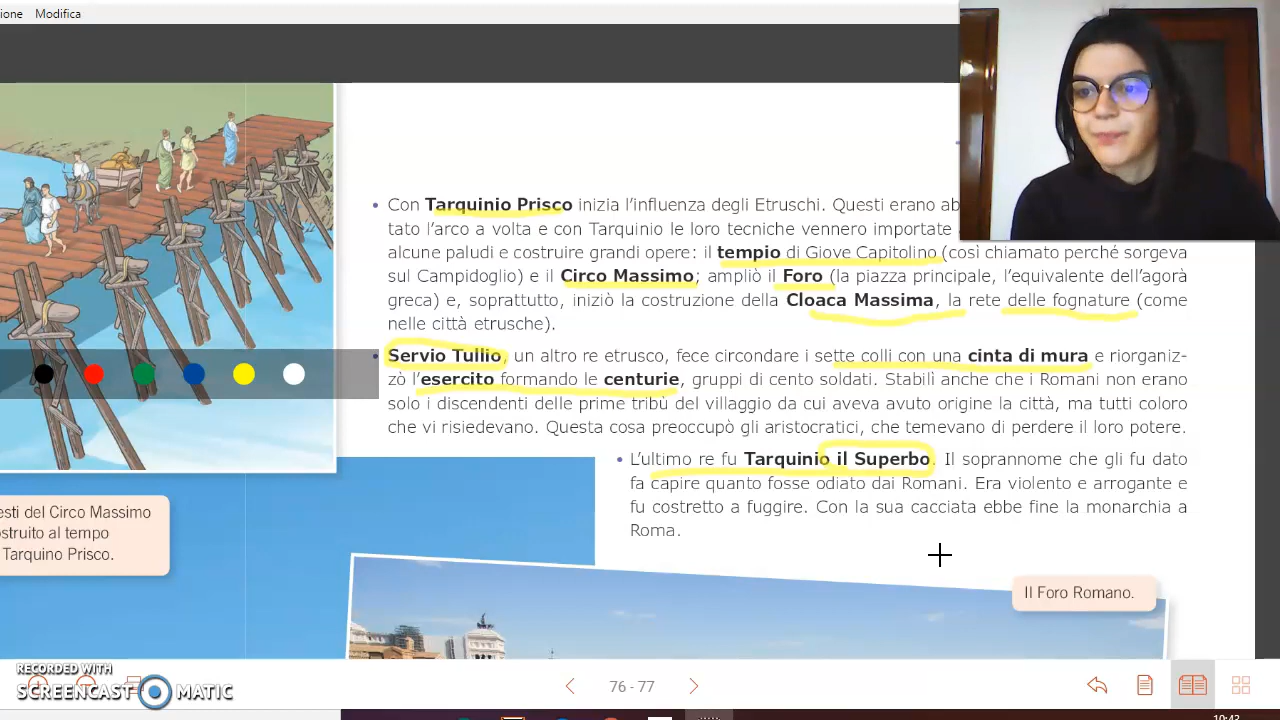 Modifica
Con Tarquinio Prisco inizia l'influenza degli Etruschi. Questi erano
tato l'arco a volta e con Tarquinio le loro tecniche vennero importate
alcune paludi e costruire grandi opere: il tempio di Giove Capitolino (così chiamato perché sorgeva
sul Campidoglio) e il Circo Massimo; ampliò il Foro (la piazza principale, l'equivalente dell'agorà
greca) e, soprattutto, iniziò la costruzione della Cloaca Massima, la rete delle fognature (come
nelle città etrusche).
• Servio Tullio, un altro re etrusco, fece circondare i sette colli con una cinta di mura e riorganiz-
zò l'esercito formando le centurie, gruppi di cento soldati. Stabilì anche che i Romani non erano
solo i discendenti delle prime tribù del villaggio da cui aveva avuto origine la città, ma tutti coloro
che vi risiedevano. Questa cosa preoccupò gli aristocratici, che temevano di perdere il loro potere.
• L'ultimo re fu Tarquinio il Superbo. Il soprannome che gli fu dato
fa capire quanto fosse odiato dai Romani. Era violento e arrogante e
fu costretto a fuggire. Con la sua cacciata ebbe fine la monarchia a
Roma.
esti del Circo Massimo
ostruito al tempo
Tarquino Prisco.
Il Foro Romano.
RECORDED WITH
SCREENCAST MATIC
76 - 77